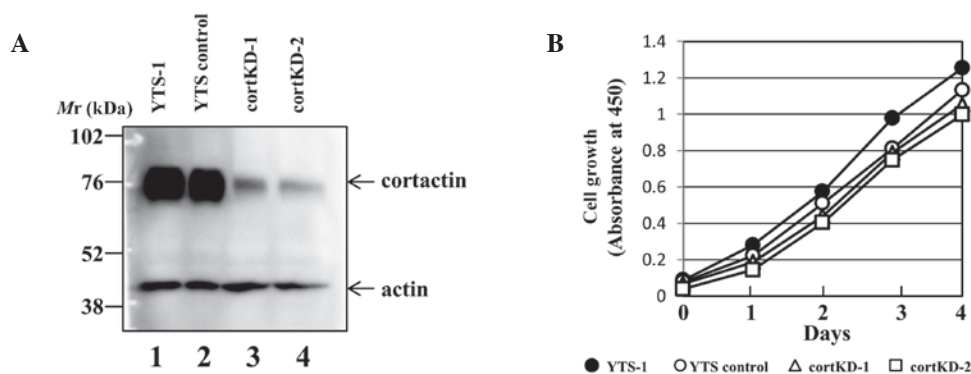 A
YTS-1
YTS control
cortKD-1
cortKD-2
Mr (kDa)
102
76
52
38
cortactin
actin
1 2 3 4
B
Cell growth
(Absorbance at 450)
1.4
1.2
1
0.8
0.6
0.4
0.2
0
0 1 2 3 4
Days
YTS-1 YTS control cortKD-1 cortKD-2